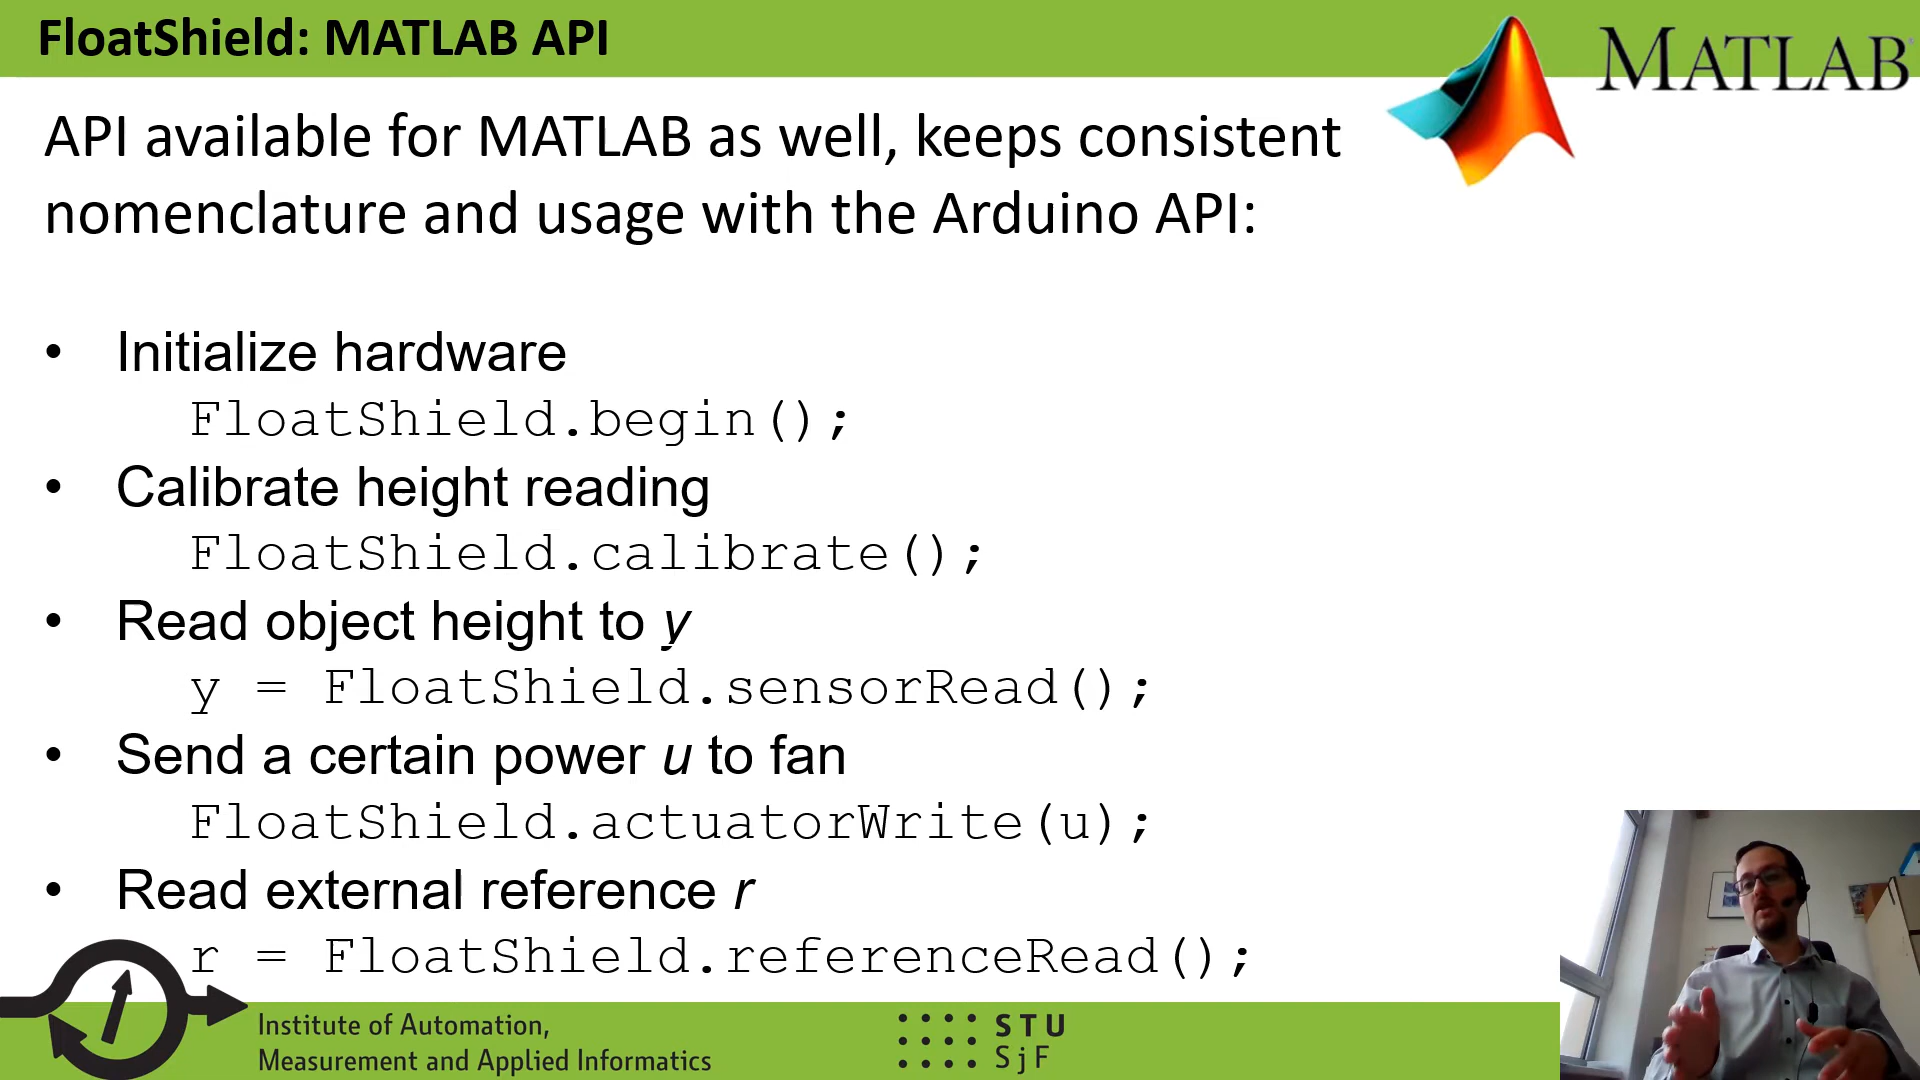 FloatShield: MATLAB API
MATLAB
API available for MATLAB as well, keeps consistent
nomenclature and usage with the Arduino API:
• Initialize hardware
FloatShield.begin();
• Calibrate height reading
FloatShield.calibrate();
• Read object height to y
y = FloatShield.sensorRead();
• Send a certain power u to fan
FloatShield.actuatorWrite(u);
• Read external reference r
r = FloatShield.referenceRead();
Institute of Automation,
Measurement and Applied Informatics
STU
SjF